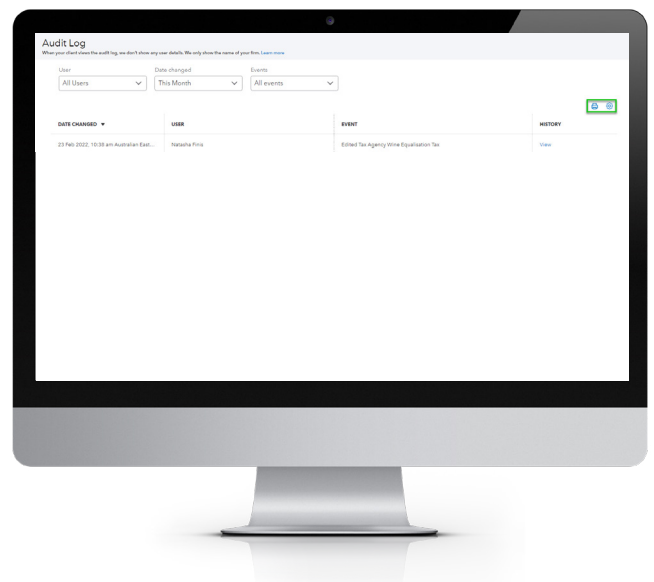 Audit Log
When your client views the audit log, we don't show any user details. We only show the name of your firm. Learn more
User Date changed Events
All Users This Month All events
DATE CHANGED USER EVENT HISTORY
23 Feb 2022, 10:30 am Australian East... Natasha Finis Edited Tax Agency Wine Equalisation Tax View